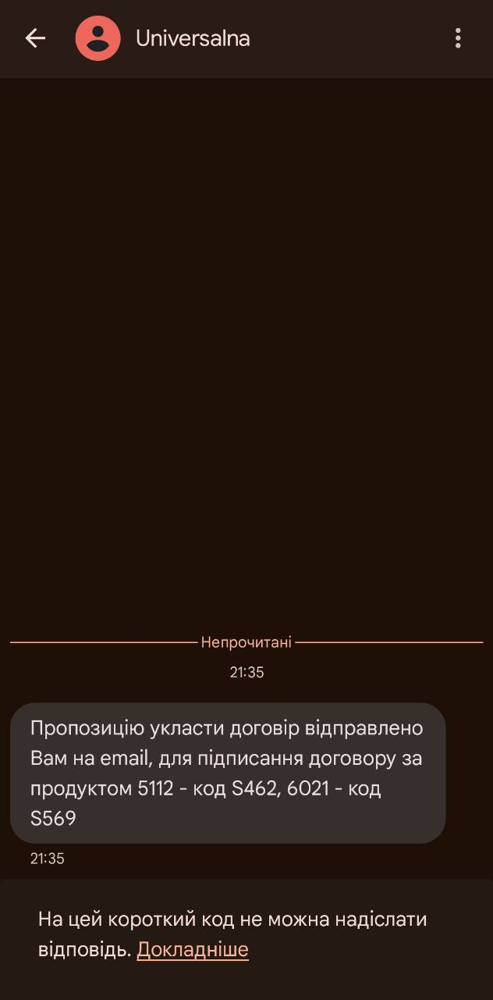 Universalna
Непрочитані
21:35
Пропозицію укласти договір відправлено
Вам на email, для підписання договору за
продуктом 5112 - код S462, 6021 - код
S569
21:35
На цей короткий код не можна надіслати
відповідь. Докладніше